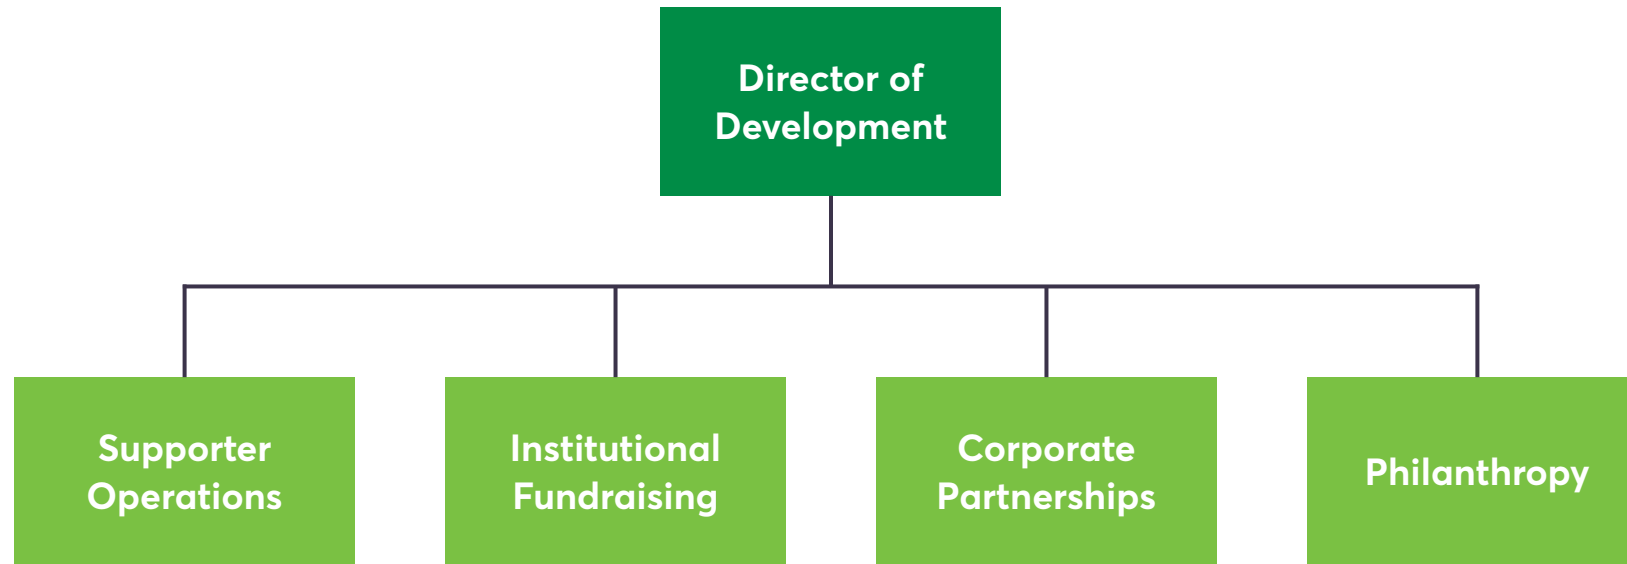 Director of
Development
Supporter
Operations
Institutional
Fundraising
Corporate
Partnerships
Philanthropy